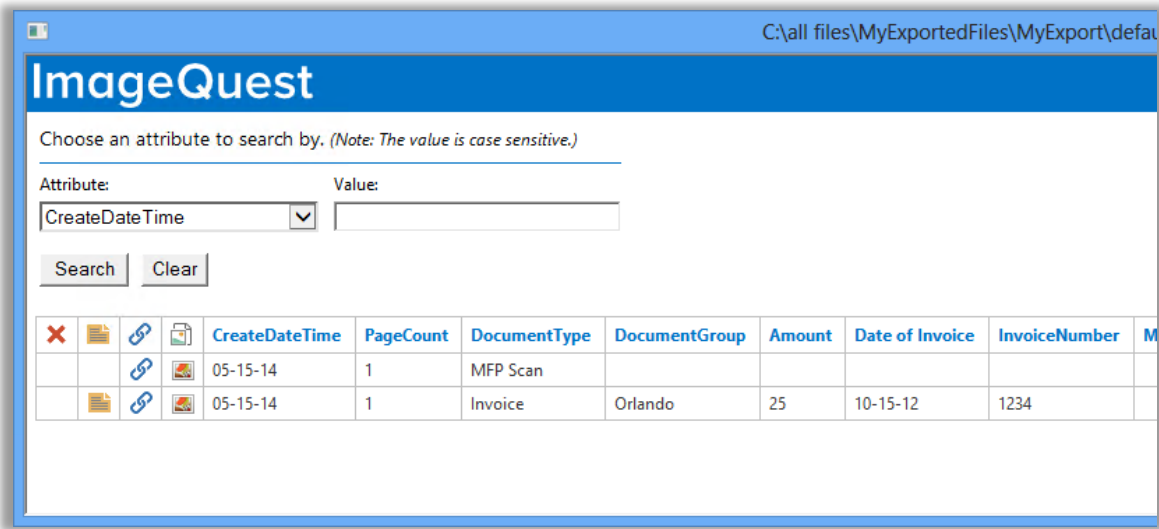 C:\all files\MyExportedFiles\MyExport\defau
ImageQuest
Choose an attribute to search by. (Note: The value is case sensitive.)
Attribute: Value:
CreateDateTime
Search Clear
CreateDateTime PageCount DocumentType DocumentGroup Amount Date of Invoice InvoiceNumber M
05-15-14 1 MFP Scan
05-15-14 1 Invoice Orlando 25 10-15-12 1234